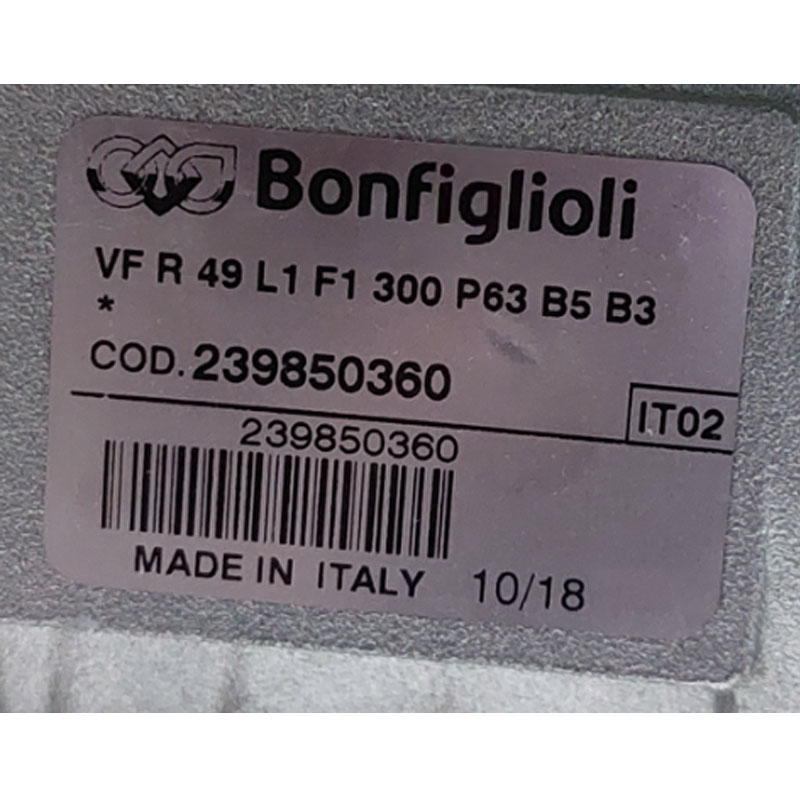 Bonfiglioli
VF R 49 L1 F1 300 P63 B5 B3
*
COD. 239850360
IT02
239850360
MADE IN ITALY 10/18